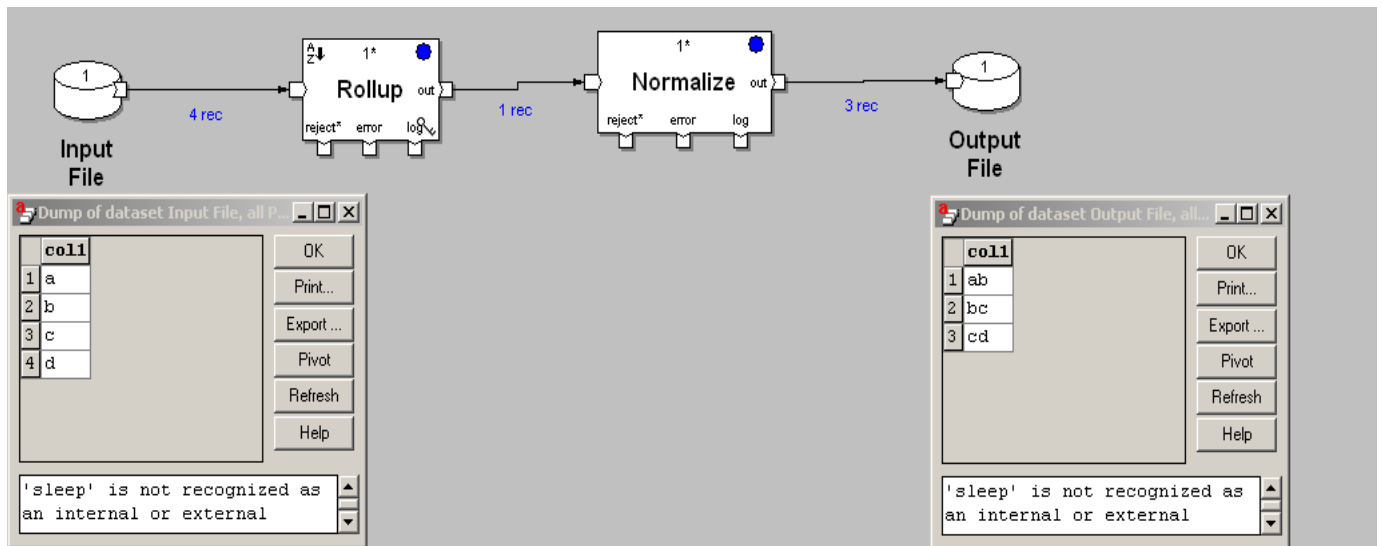 1
Input
File
4 rec
A
Z
1*
Rollup
out
reject* error log
1 rec
1*
Normalize
out
reject* error log
3 rec
1
Output
File
Dump of dataset Input File, all P...
col1
1 a
2 b
3 c
4 d
OK
Print...
Export ...
Pivot
Refresh
Help
'sleep' is not recognized as
an internal or external
Dump of dataset Output File, all...
col1
1 ab
2 bc
3 cd
OK
Print...
Export ...
Pivot
Refresh
Help
'sleep' is not recognized as
an internal or external